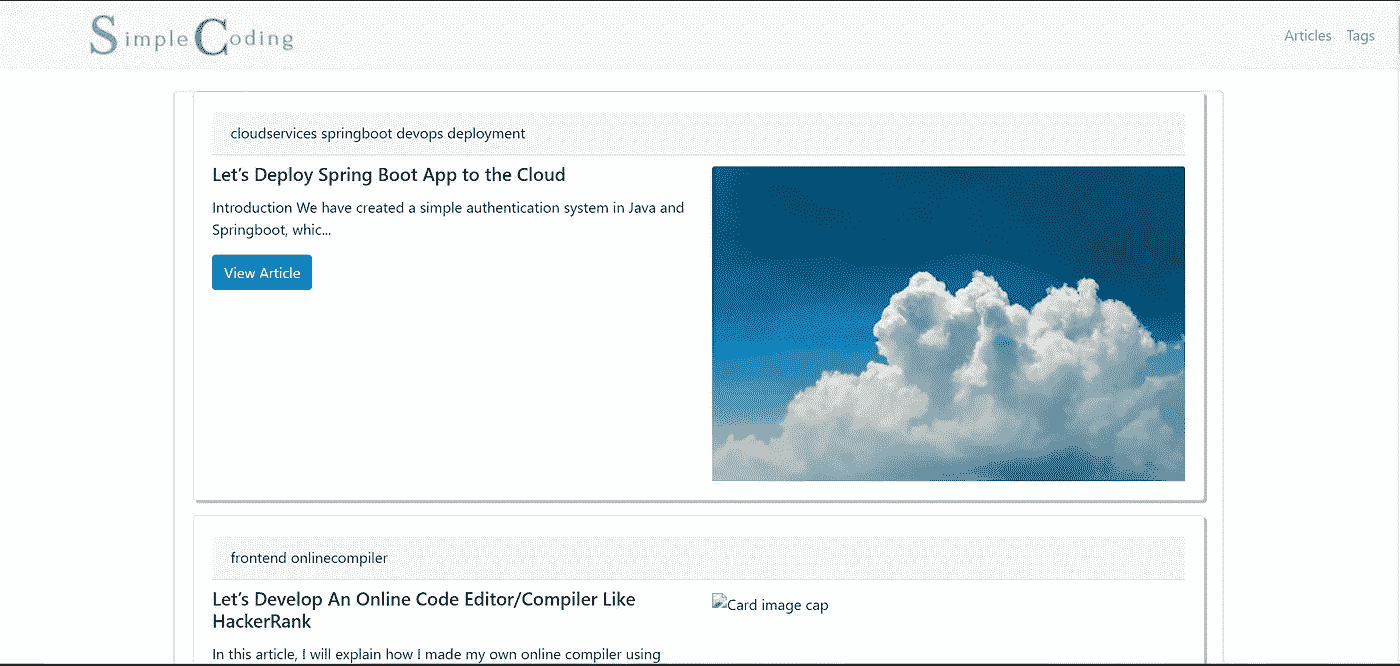 Simple Coding
Articles Tags
cloudservices springboot devops deployment
Let’s Deploy Spring Boot App to the Cloud
Introduction We have created a simple authentication system in Java and
Springboot, whic...
View Article
frontend onlinecompiler
Let’s Develop An Online Code Editor/Compiler Like
HackerRank
Card image cap
In this article, I will explain how I made my own online compiler using